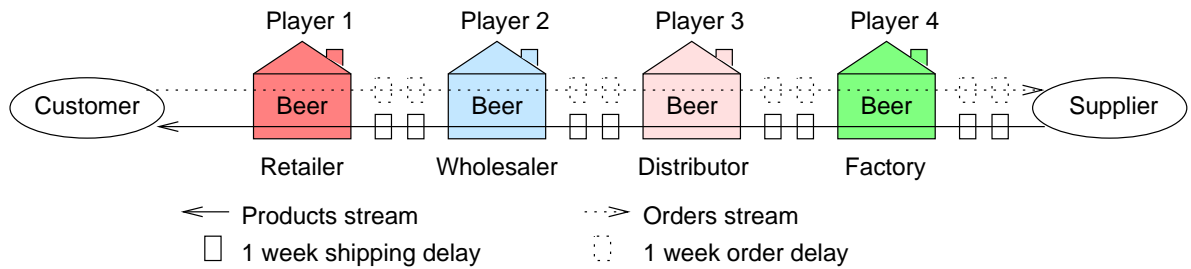 Player 1 Player 2 Player 3 Player 4
Customer Beer Beer Beer Beer Supplier
Retailer Wholesaler Distributor Factory
Products stream Orders stream
1 week shipping delay 1 week order delay